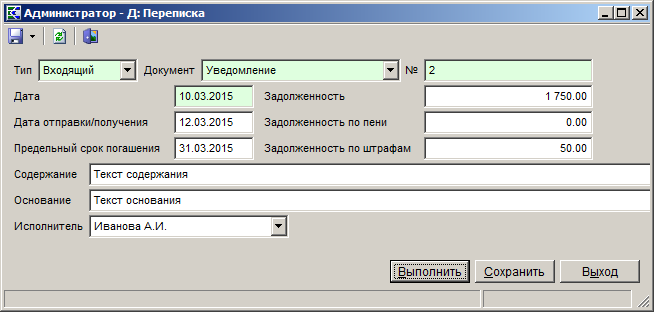 Администратор - Д: Переписка
Тип Входящий Документ Уведомление № 2
Дата 10.03.2015 Задолженность 1 750.00
Дата отправки/получения 12.03.2015 Задолженность по пени 0.00
Предельный срок погашения 31.03.2015 Задолженность по штрафам 50.00
Содержание Текст содержания
Основание Текст основания
Исполнитель Иванова А.И.
Выполнить Сохранить Выход